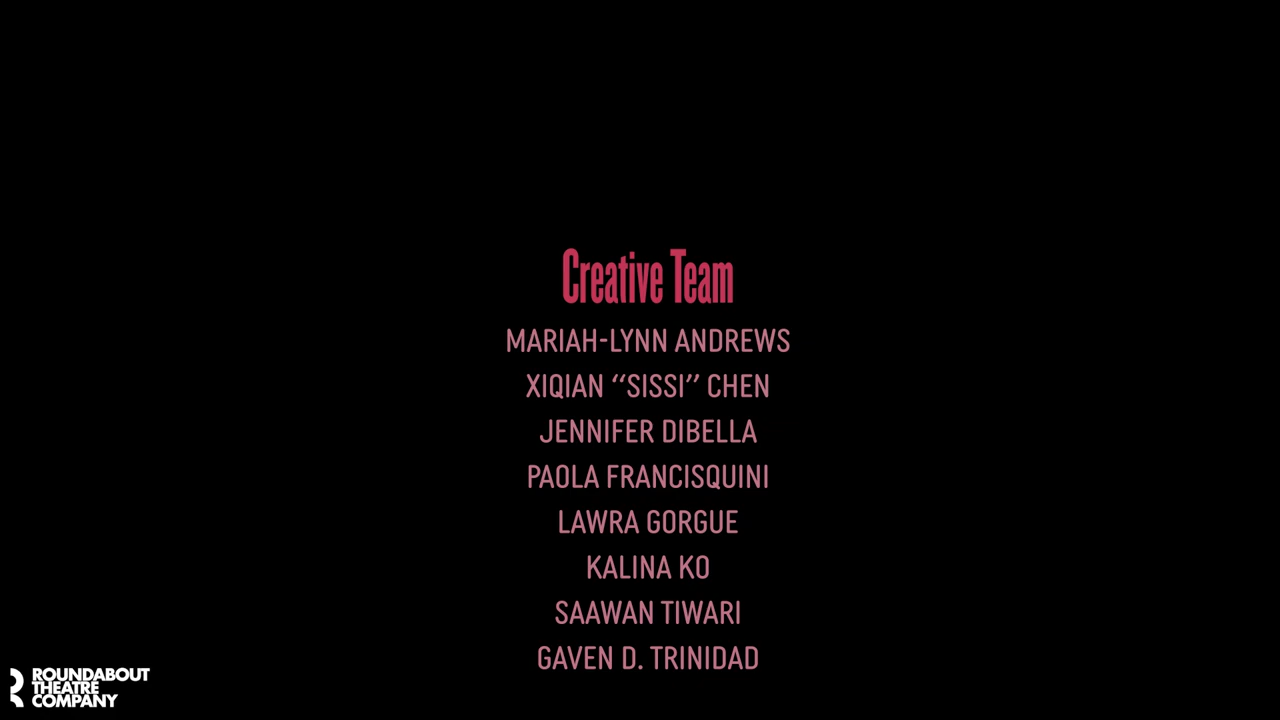 Creative Team
MARIAH-LYNN ANDREWS
XIQIAN “SISSI” CHEN
JENNIFER DIBELLA
PAOLA FRANCISQUINI
LAWRA GORGUE
KALINA KO
SAAWAN TIWARI
GAVEN D. TRINIDAD
ROUNDABOUT
THEATRE
COMPANY